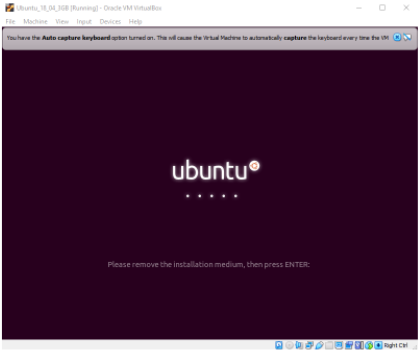 Ubuntu_18_04_SGB [Running] - Oracle VM VirtualBox
File Machine View Input Devices Help
You have the Auto capture keyboard option turned on. This will cause the Virtual Machine to automatically capture the keyboard every time the VM
ubuntu
Please remove the installation medium, then press ENTER:
Right Ctrl